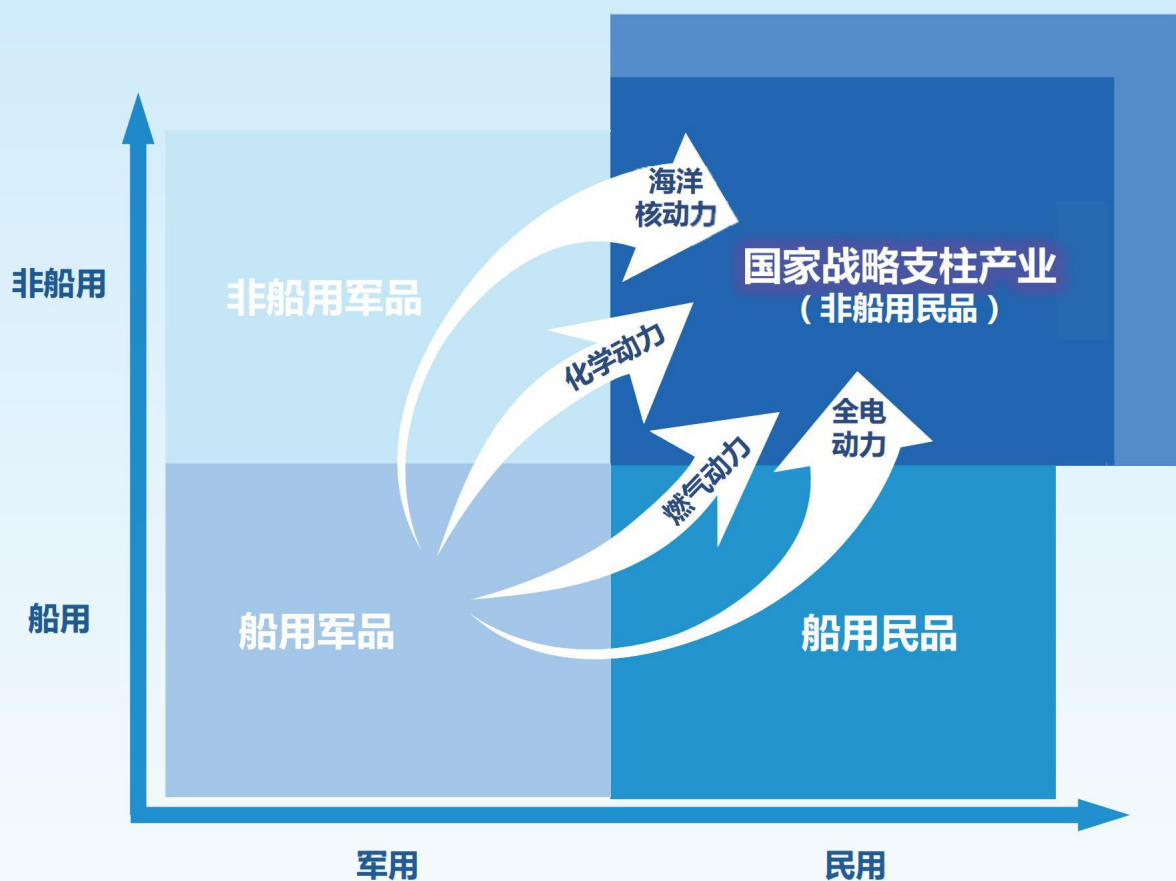 海洋
核动力
非船用
非船用军品
国家战略支柱产业
（非船用民品）
化学动力
全电
动力
燃气动力
船用
船用军品
船用民品
军用
民用